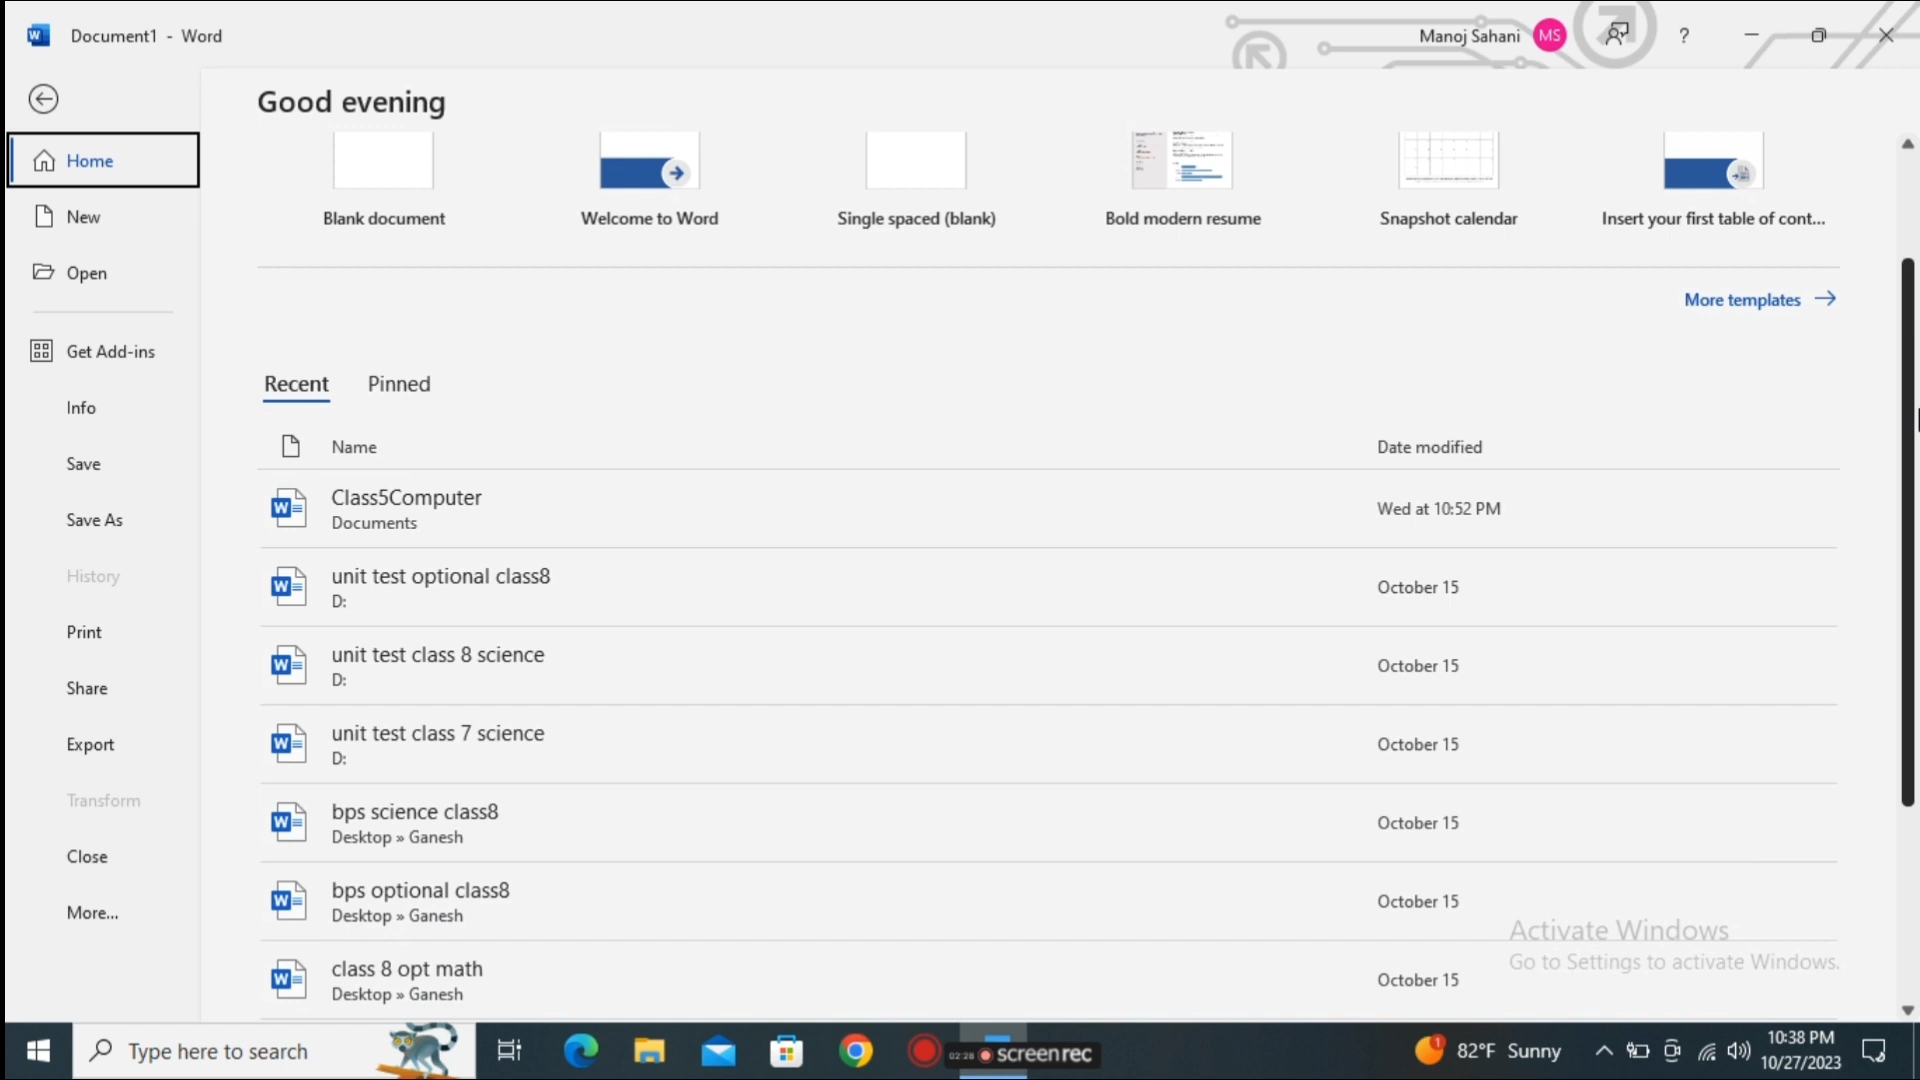 Document1 - Word
Manoj Sahani
MS
?
Good evening
Home
New
Open
Get Add-ins
Info
Save
Save As
History
Print
Share
Export
Transform
Close
More...
Blank document
Welcome to Word
Single spaced (blank)
Bold modern resume
Snapshot calendar
Insert your first table of cont...
More templates
Recent
Pinned
Name
Date modified
Class5Computer
Documents
Wed at 10:52 PM
unit test optional class8
D:
October 15
unit test class 8 science
D:
October 15
unit test class 7 science
D:
October 15
bps science class8
Desktop » Ganesh
October 15
bps optional class8
Desktop » Ganesh
October 15
class 8 opt math
Desktop » Ganesh
October 15
Activate Windows
Go to Settings to activate Windows.
Type here to search
02:28
screenrec
1
82°F Sunny
10:38 PM
10/27/2023